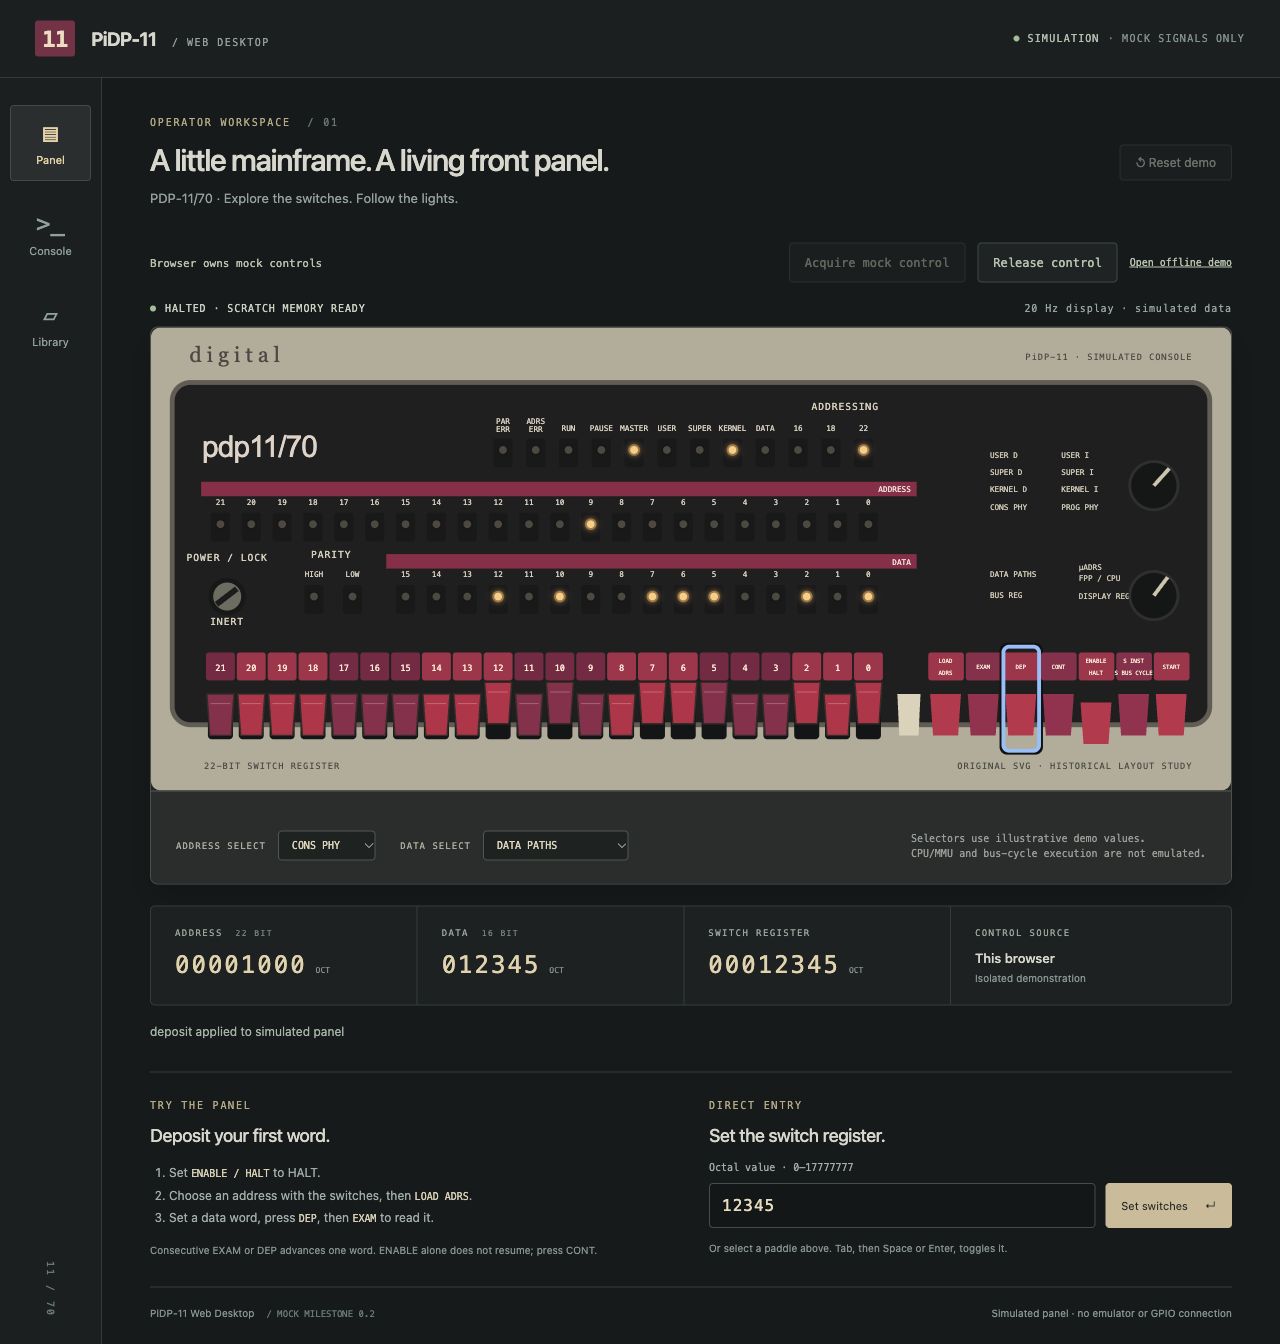 11 PiDP-11 / WEB DESKTOP
SIMULATION · MOCK SIGNALS ONLY
Panel
>_
Console
Library
11 / 70
OPERATOR WORKSPACE / 01
A little mainframe. A living front panel.
PDP-11/70 · Explore the switches. Follow the lights.
↺ Reset demo
Browser owns mock controls
Acquire mock control
Release control
Open offline demo
HALTED · SCRATCH MEMORY READY
20 Hz display · simulated data
digital
PiDP-11 · SIMULATED CONSOLE
ADDRESSING
PAR ERR
ADRS ERR
RUN PAUSE MASTER USER SUPER KERNEL DATA 16 18 22
pdp11/70
ADDRESS
21 20 19 18 17 16 15 14 13 12 11 10 9 8 7 6 5 4 3 2 1 0
USER D USER I
SUPER D SUPER I
KERNEL D KERNEL I
CONS PHY PROG PHY
POWER / LOCK
INERT
PARITY
HIGH LOW
DATA
15 14 13 12 11 10 9 8 7 6 5 4 3 2 1 0
DATA PATHS
µADRS
FPP / CPU
BUS REG
DISPLAY REG
21 20 19 18 17 16 15 14 13 12 11 10 9 8 7 6 5 4 3 2 1 0
LOAD ADRS
EXAM
DEP
CONT
ENABLE HALT
S INST
S BUS CYCLE
START
22-BIT SWITCH REGISTER
ORIGINAL SVG · HISTORICAL LAYOUT STUDY
ADDRESS SELECT CONS PHY
DATA SELECT DATA PATHS
Selectors use illustrative demo values.
CPU/MMU and bus-cycle execution are not emulated.
ADDRESS 22 BIT
00001000 OCT
DATA 16 BIT
012345 OCT
SWITCH REGISTER
00012345 OCT
CONTROL SOURCE
This browser
Isolated demonstration
deposit applied to simulated panel
TRY THE PANEL
Deposit your first word.
1. Set ENABLE / HALT to HALT.
2. Choose an address with the switches, then LOAD ADRS.
3. Set a data word, press DEP, then EXAM to read it.
Consecutive EXAM or DEP advances one word. ENABLE alone does not resume; press CONT.
DIRECT ENTRY
Set the switch register.
Octal value · 0–17777777
12345
Set switches ↵
Or select a paddle above. Tab, then Space or Enter, toggles it.
PiDP-11 Web Desktop / MOCK MILESTONE 0.2
Simulated panel · no emulator or GPIO connection